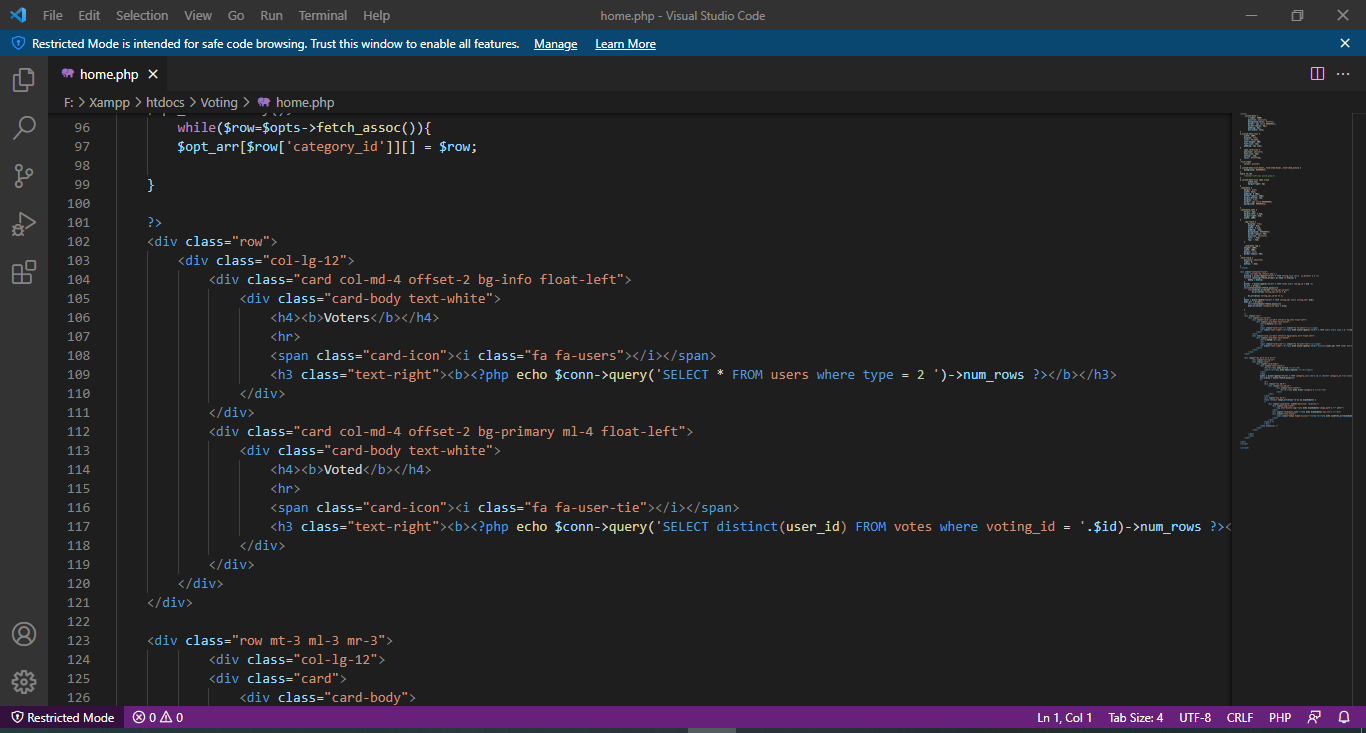 File Edit Selection View Go Run Terminal Help home.php - Visual Studio Code
Restricted Mode is intended for safe code browsing. Trust this window to enable all features. Manage Learn More
home.php
F: > Xampp > htdocs > Voting > home.php
96 while($row=$opts->fetch_assoc()){
97 $opt_arr[$row['category_id']][] = $row;
98
99 }
100
101 ?>
102 <div class="row">
103 <div class="col-lg-12">
104 <div class="card col-md-4 offset-2 bg-info float-left">
105 <div class="card-body text-white">
106 <h4><b>Voters</b></h4>
107 <hr>
108 <span class="card-icon"><i class="fa fa-users"></i></span>
109 <h3 class="text-right"><b><?php echo $conn->query('SELECT * FROM users where type = 2 ')->num_rows ?></b></h3>
110 </div>
111 </div>
112 <div class="card col-md-4 offset-2 bg-primary ml-4 float-left">
113 <div class="card-body text-white">
114 <h4><b>Voted</b></h4>
115 <hr>
116 <span class="card-icon"><i class="fa fa-user-tie"></i></span>
117 <h3 class="text-right"><b><?php echo $conn->query('SELECT distinct(user_id) FROM votes where voting_id = '.$id)->num_rows ?><
118 </div>
119 </div>
120 </div>
121 </div>
122
123 <div class="row mt-3 ml-3 mr-3">
124 <div class="col-lg-12">
125 <div class="card">
126 <div class="card-body">
Restricted Mode 0 0 Ln 1, Col 1 Tab Size: 4 UTF-8 CRLF PHP